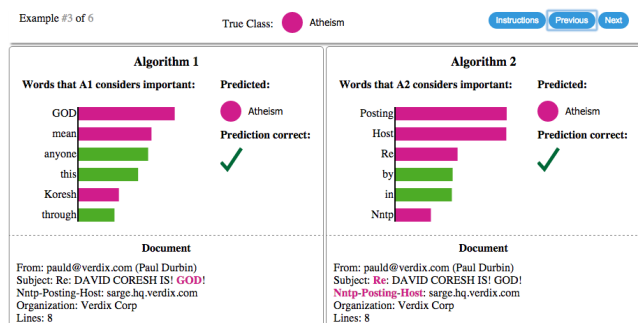 Example #3 of 6
True Class: Atheism
Instructions Previous Next
Algorithm 1
Words that A1 considers important:
Predicted:
GOD
mean
anyone
this
Koresh
through
Atheism
Prediction correct:
Document
From: pauld@verdix.com (Paul Durbin)
Subject: Re: DAVID CORESH IS! GOD!
Nntp-Posting-Host: sarge.hq.verdix.com
Organization: Verdix Corp
Lines: 8
Algorithm 2
Words that A2 considers important:
Predicted:
Posting
Host
Re
by
in
Nntp
Atheism
Prediction correct:
Document
From: pauld@verdix.com (Paul Durbin)
Subject: Re: DAVID CORESH IS! GOD!
Nntp-Posting-Host: sarge.hq.verdix.com
Organization: Verdix Corp
Lines: 8